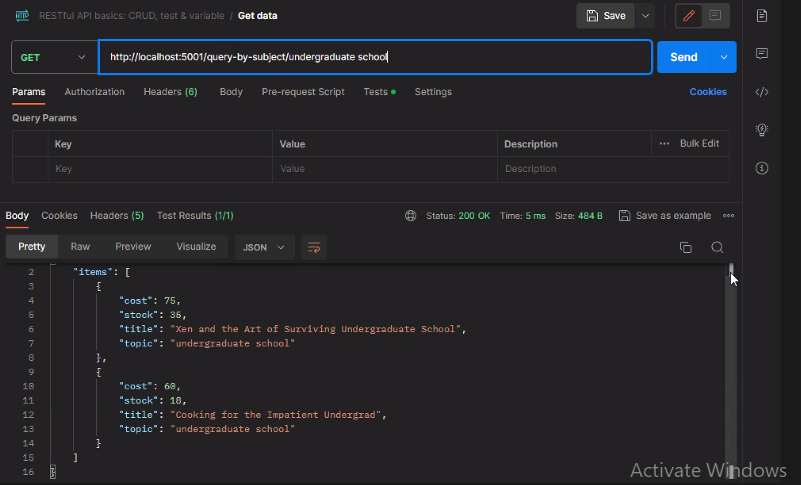 HTTP RESTful API basics: CRUD, test & variable / Get data Save
GET http://localhost:5001/query-by-subject/undergraduate school Send
Params Authorization Headers (6) Body Pre-request Script Tests Settings Cookies
Query Params
Key Value Description ••• Bulk Edit
Key Value Description
Body Cookies Headers (5) Test Results (1/1) Status: 200 OK Time: 5 ms Size: 484 B Save as example •••
Pretty Raw Preview Visualize JSON
2 "items": [
3 {
4 "cost": 75,
5 "stock": 35,
6 "title": "Xen and the Art of Surviving Undergraduate School",
7 "topic": "undergraduate school"
8 },
9 {
10 "cost": 60,
11 "stock": 18,
12 "title": "Cooking for the Impatient Undergrad",
13 "topic": "undergraduate school"
14 }
15 ]
16 }
Activate Windows